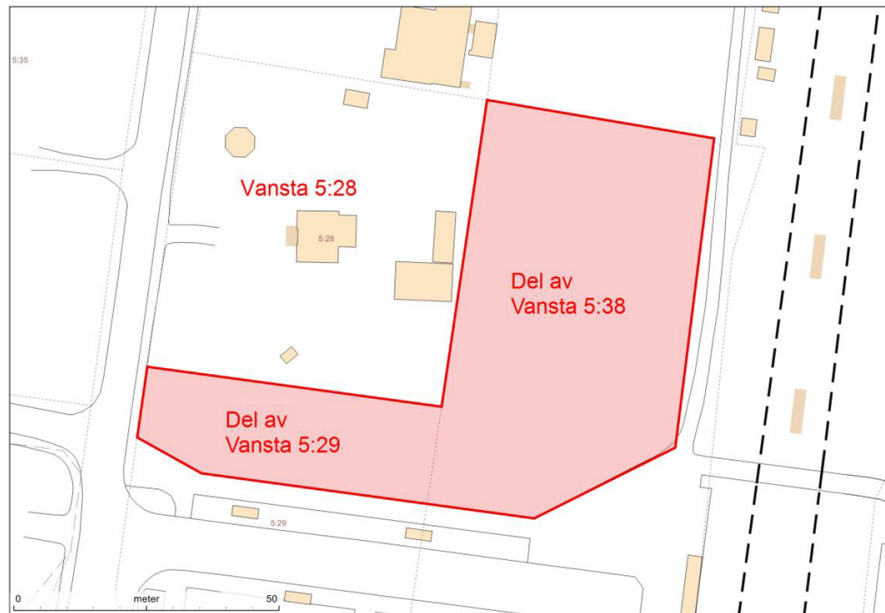 5:35
Vansta 5:28
5:28
Del av
Vansta 5:38
Del av
Vansta 5:29
5:29
0 meter 50